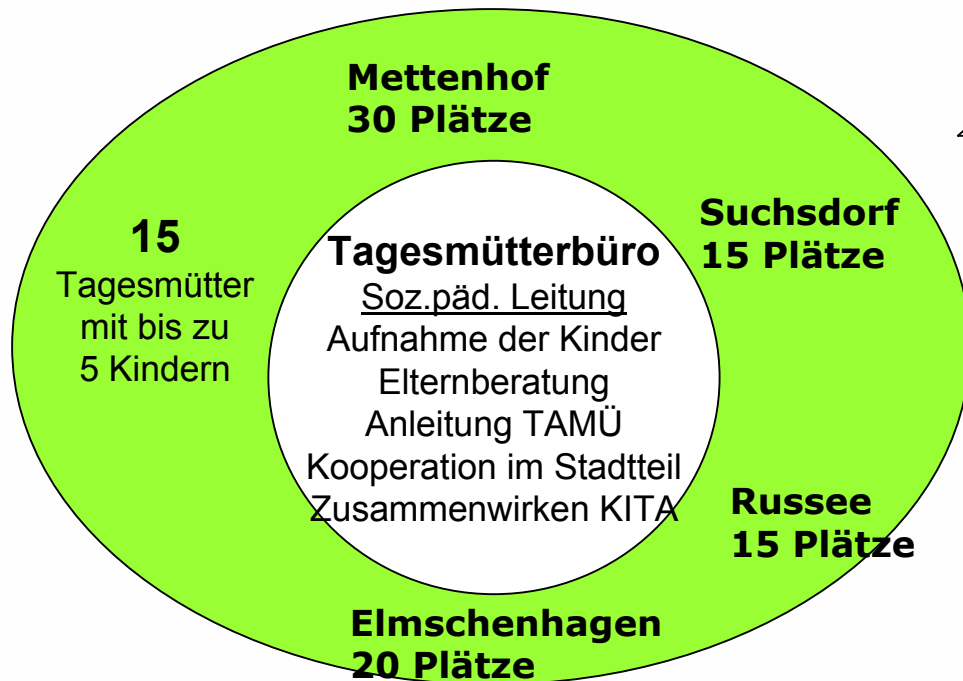 Mettenhof
30 Plätze
Suchsdorf
15 Plätze
15
Tagesmütter
mit bis zu
5 Kindern
Tagesmütterbüro
Soz.päd. Leitung
Aufnahme der Kinder
Elternberatung
Anleitung TAMÜ
Kooperation im Stadtteil
Zusammenwirken KITA
Russee
15 Plätze
Elmschenhagen
20 Plätze